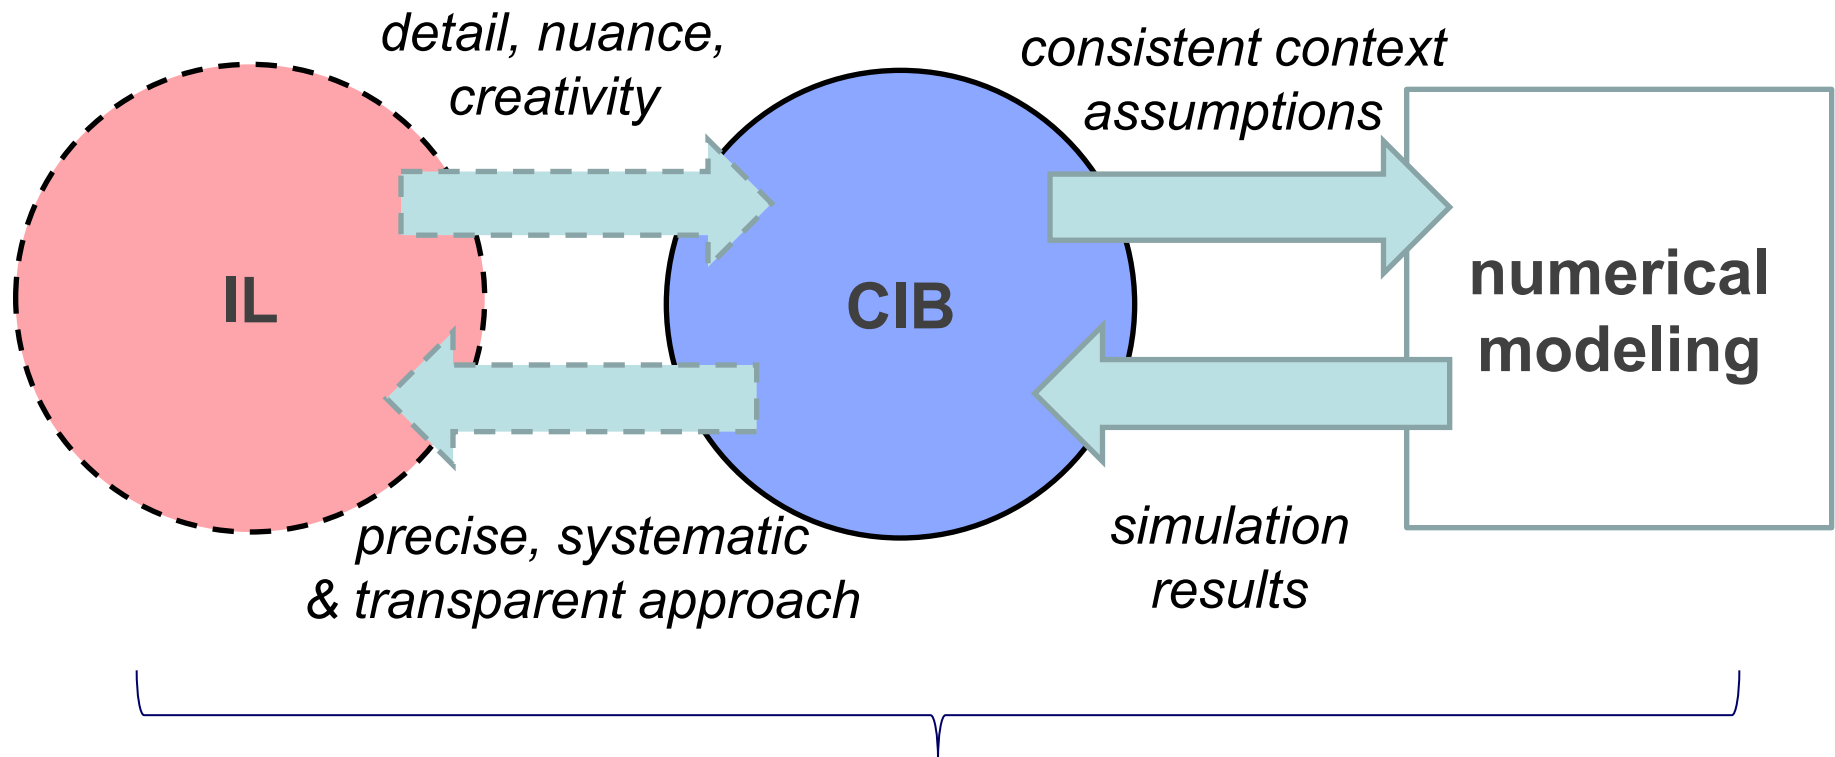 detail, nuance,
creativity
consistent context
assumptions
IL
CIB
numerical
modeling
precise, systematic
& transparent approach
simulation
results